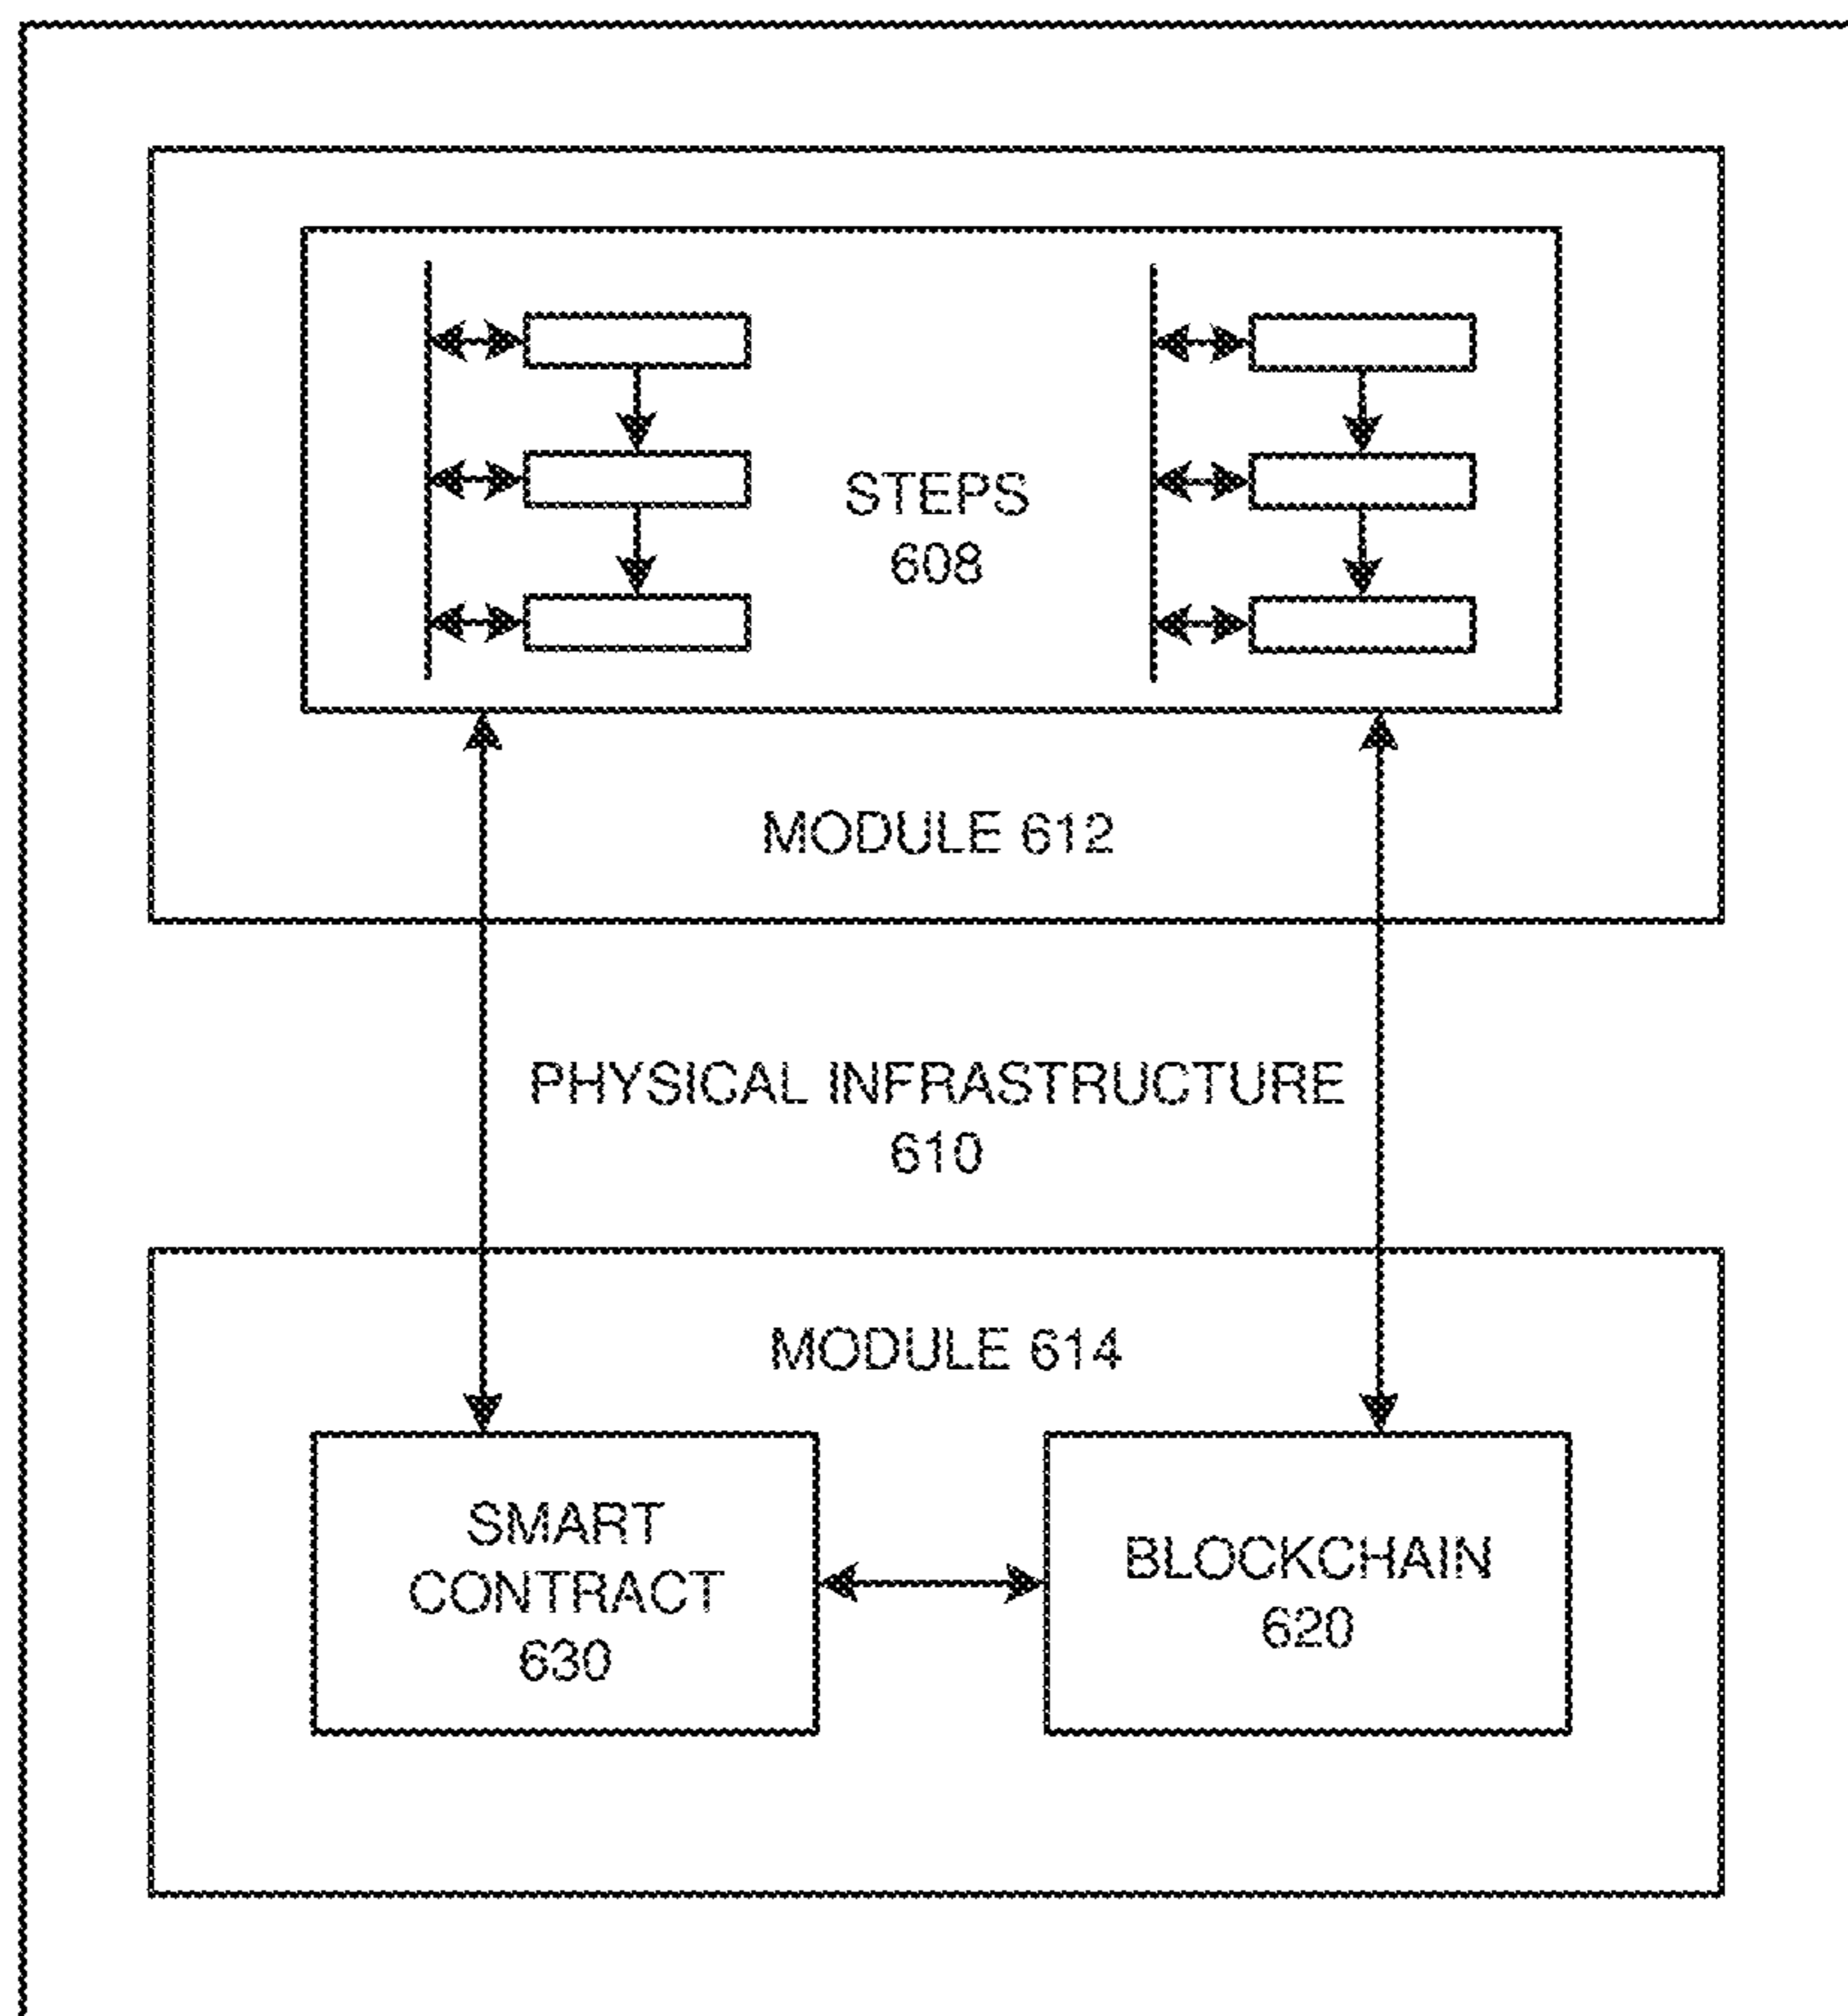 STEPS
608
MODULE 612
PHYSICAL INFRASTRUCTURE
610
MODULE 614
SMART
CONTRACT
630
BLOCKCHAIN
620